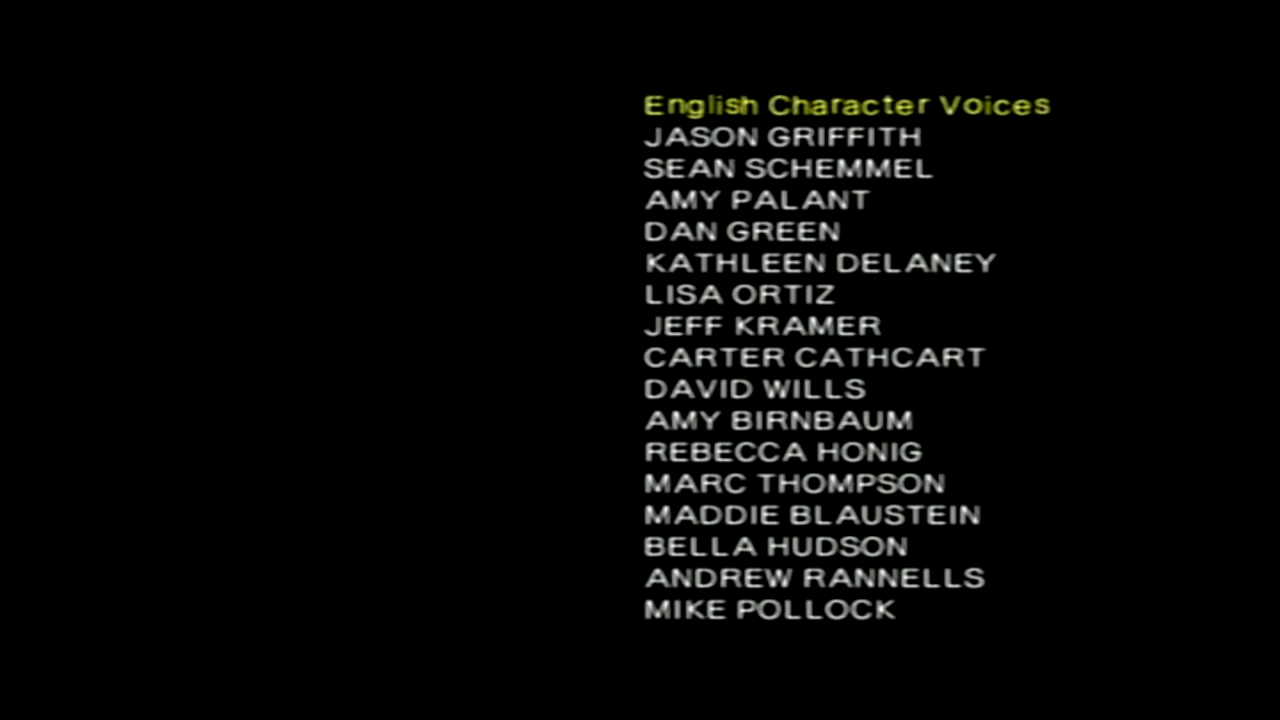 English Character Voices
JASON GRIFFITH
SEAN SCHEMMEL
AMY PALANT
DAN GREEN
KATHLEEN DELANEY
LISA ORTIZ
JEFF KRAMER
CARTER CATHCART
DAVID WILLS
AMY BIRNBAUM
REBECCA HONIG
MARC THOMPSON
MADDIE BLAUSTEIN
BELLA HUDSON
ANDREW RANNELLS
MIKE POLLOCK